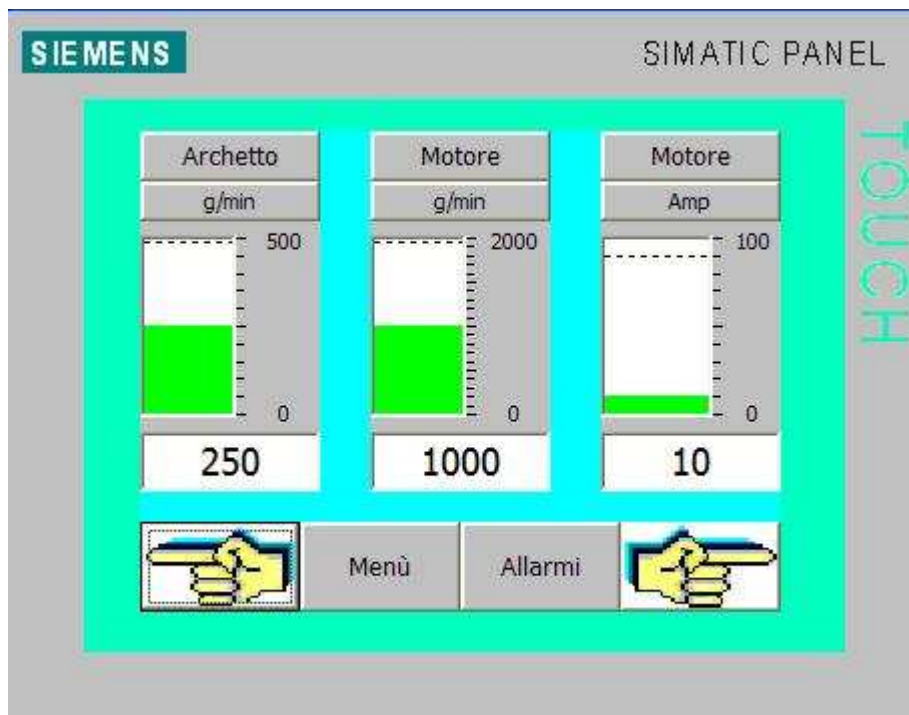 SIEMENS
SIMATIC PANEL
TOUCH
Archetto
g/min
500
0
250
Motore
g/min
2000
0
1000
Motore
Amp
100
0
10
Menù
Allarmi